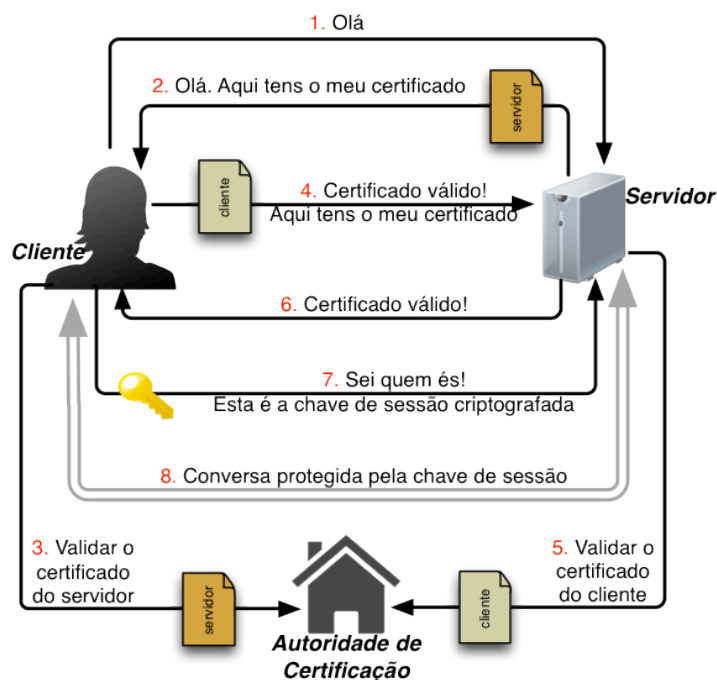 1. Olá
2. Olá. Aqui tens o meu certificado
servidor
cliente
4. Certificado válido!
Aqui tens o meu certificado
Servidor
Cliente
6. Certificado válido!
7. Sei quem és!
Esta é a chave de sessão criptografada
8. Conversa protegida pela chave de sessão
3. Validar o
certificado
do servidor
servidor
5. Validar o
certificado
do cliente
cliente
Autoridade de
Certificação